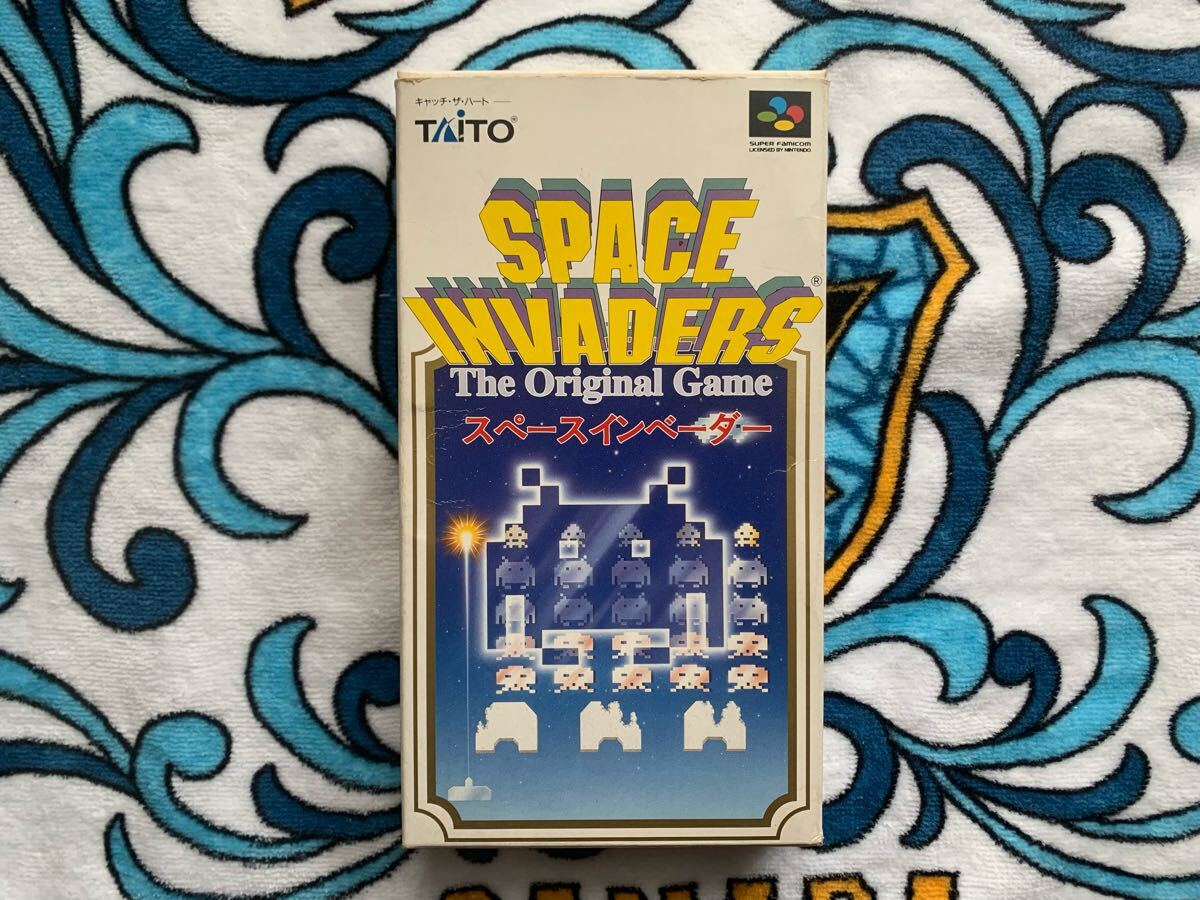 キャッチ・ザ・ハート
TAiTO®
SUPER FAMICOM
LICENSED BY NINTENDO
SPACE
INVADERS®
The Original Game
スペースインベーダー